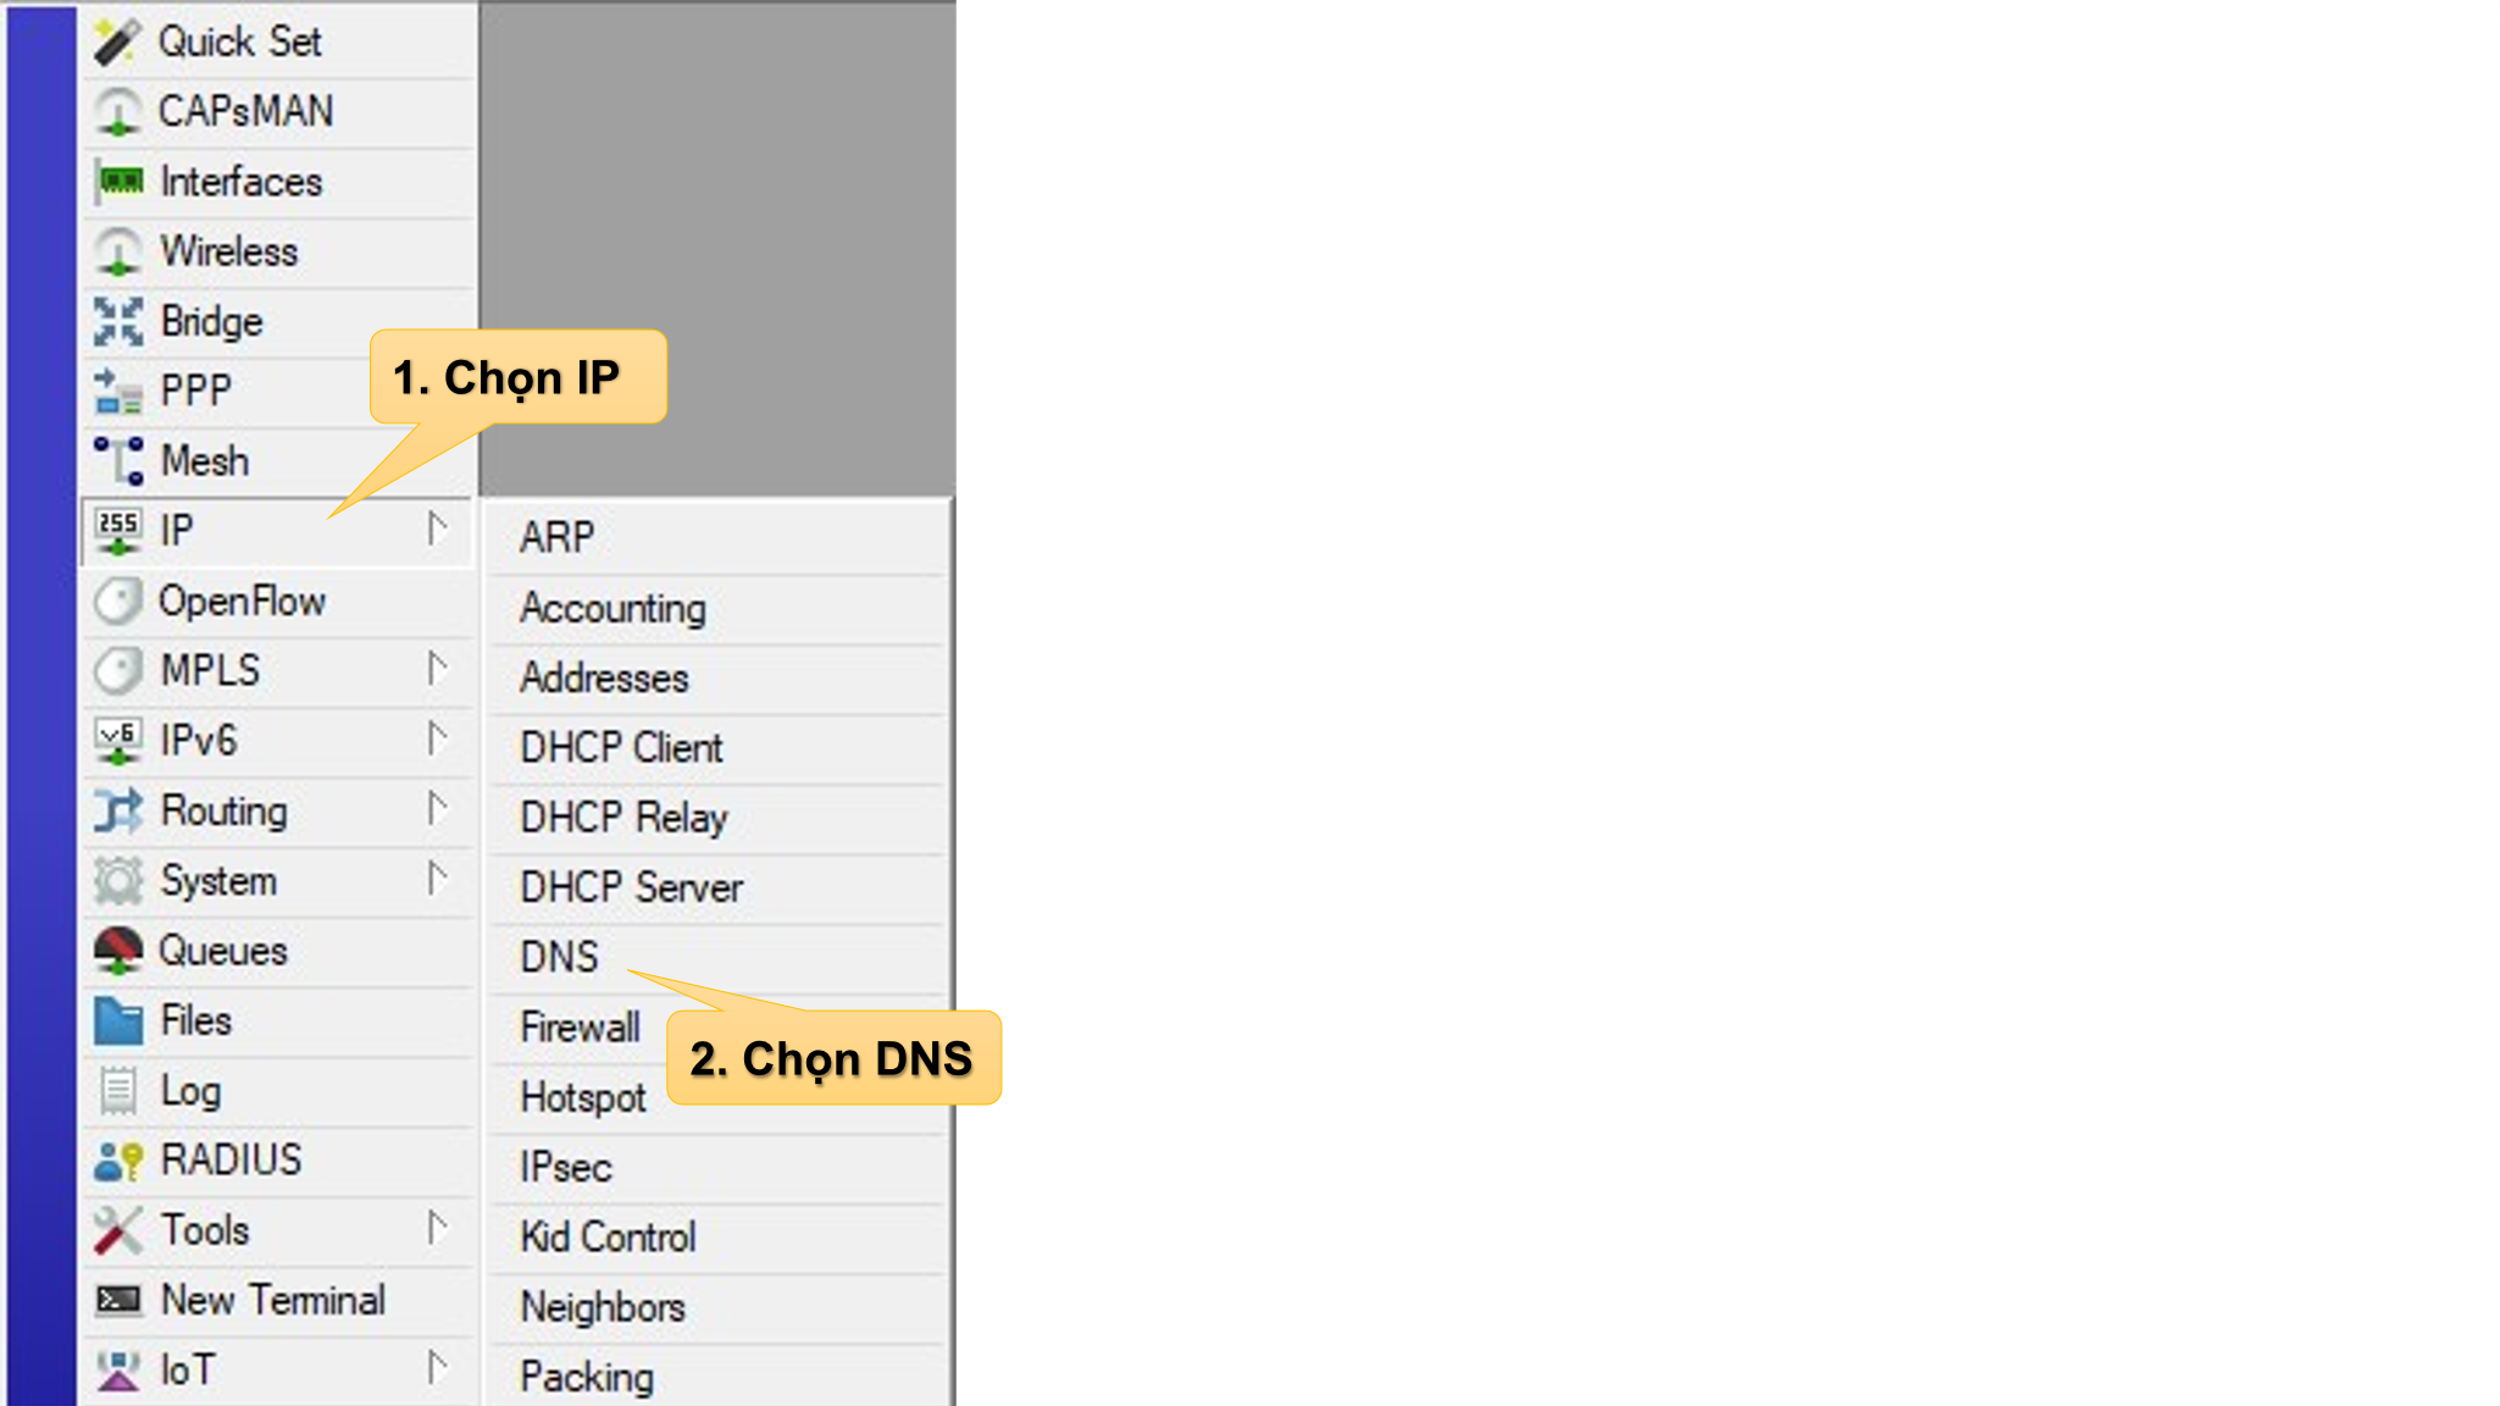 Quick Set
CAPsMAN
Interfaces
Wireless
Bridge
PPP
1. Chọn IP
Mesh
255
IP
OpenFlow
MPLS
v6
IPv6
Routing
System
Queues
Files
Log
RADIUS
Tools
New Terminal
IoT
ARP
Accounting
Addresses
DHCP Client
DHCP Relay
DHCP Server
DNS
Firewall
2. Chọn DNS
Hotspot
IPsec
Kid Control
Neighbors
Packing